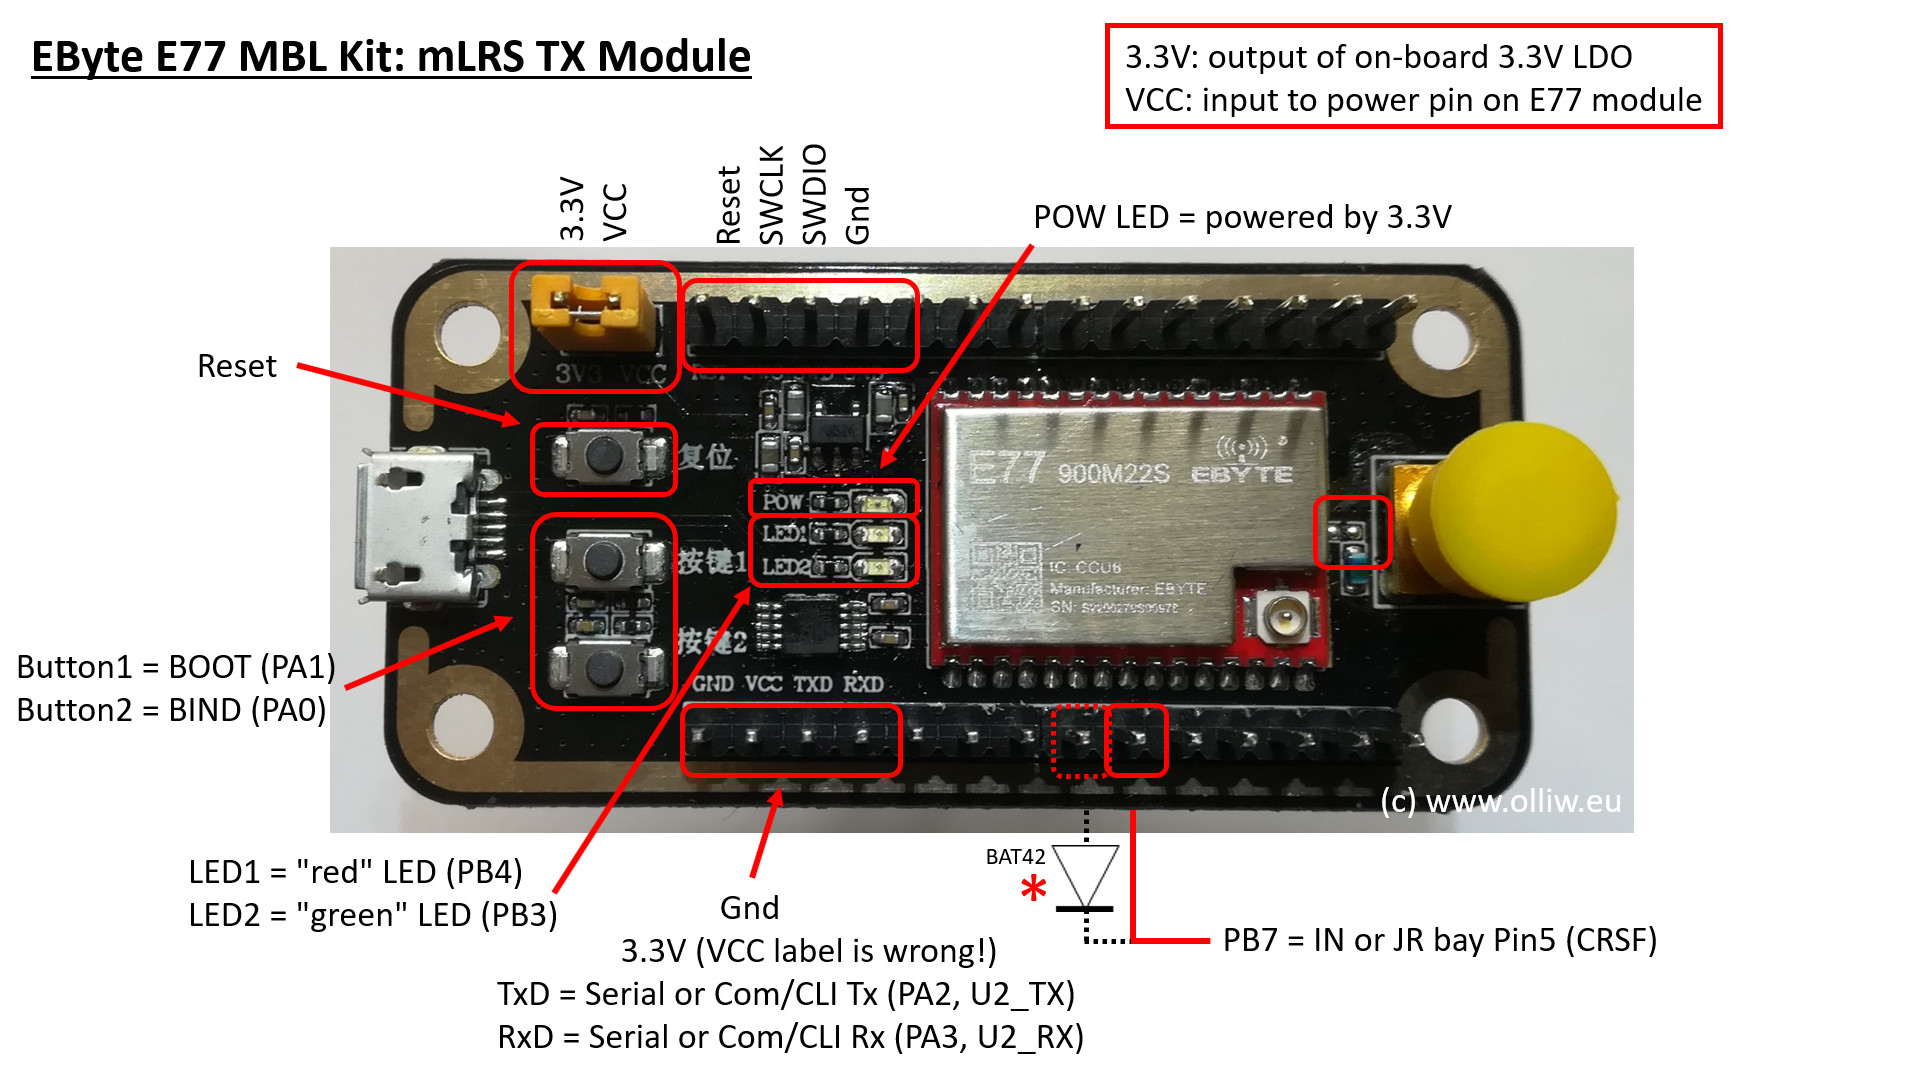 EByte E77 MBL Kit: mLRS TX Module
3.3V: output of on-board 3.3V LDO
VCC: input to power pin on E77 module
3.3V
VCC
Reset
SWCLK
SWDIO
Gnd
POW LED = powered by 3.3V
Reset
3V3 VCC
复位
POW
LED1
LED2
按键1
按键2
E77 900M22S EBYTE
Manufacturer: EBYTE
SN:
GND VCC TXD RXD
Button1 = BOOT (PA1)
Button2 = BIND (PA0)
(c) www.olliw.eu
LED1 = "red" LED (PB4)
LED2 = "green" LED (PB3)
BAT42
*
Gnd
3.3V (VCC label is wrong!)
TxD = Serial or Com/CLI Tx (PA2, U2_TX)
RxD = Serial or Com/CLI Rx (PA3, U2_RX)
PB7 = IN or JR bay Pin5 (CRSF)